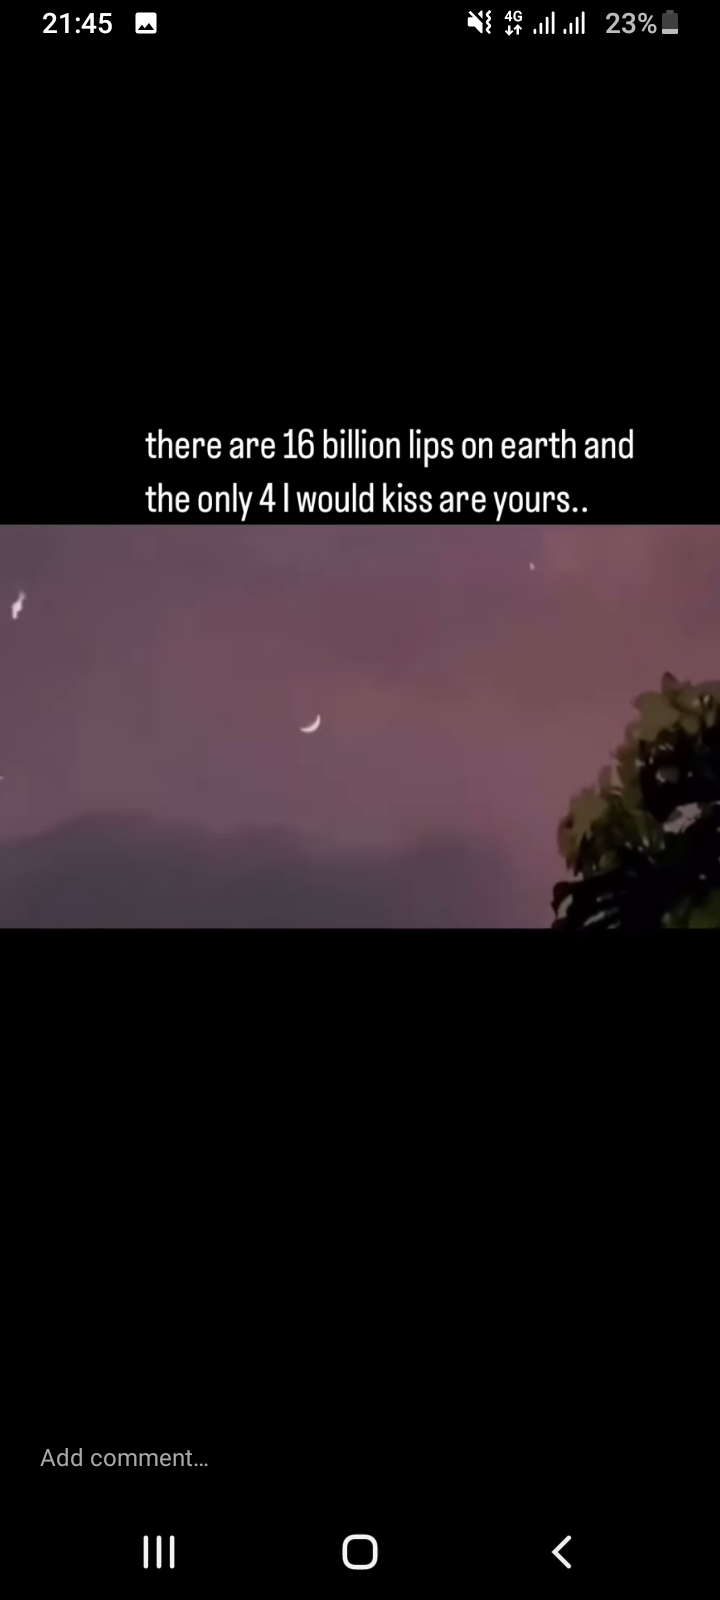 21:45 4G 23%
there are 16 billion lips on earth and
the only 4 I would kiss are yours..
Add comment...